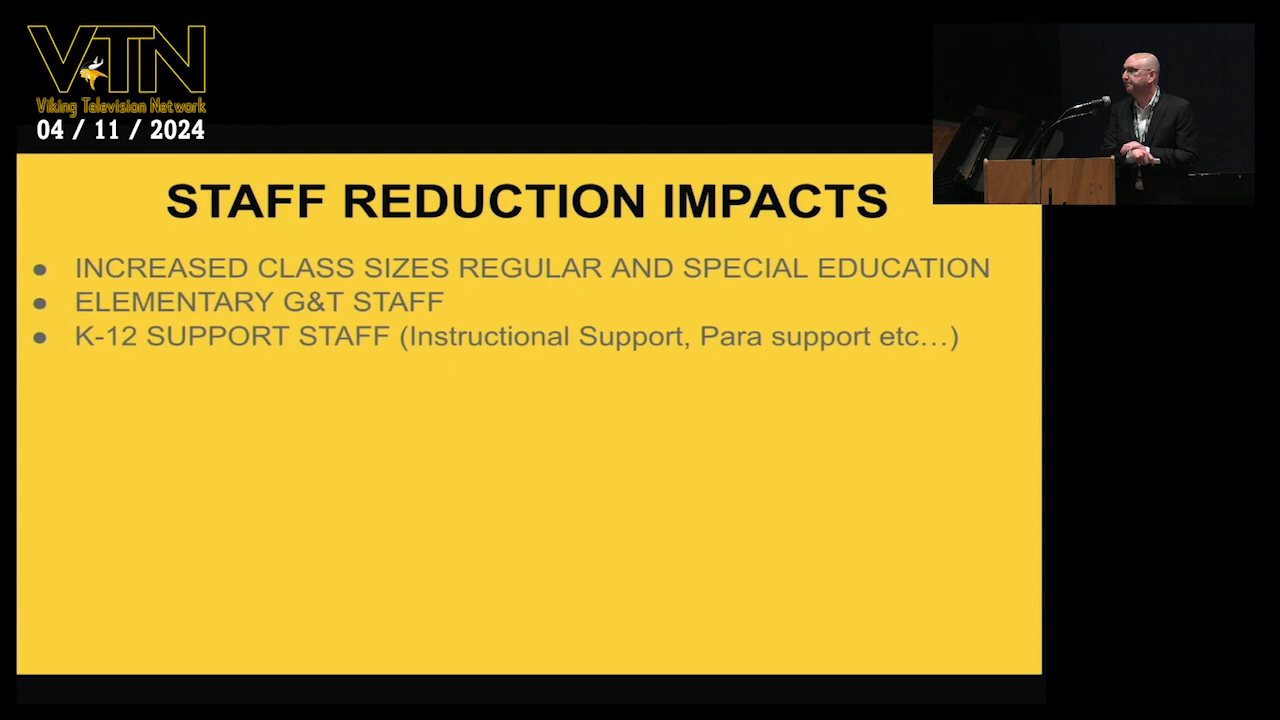 VTN
Viking Television Network
04 / 11 / 2024
STAFF REDUCTION IMPACTS
● INCREASED CLASS SIZES REGULAR AND SPECIAL EDUCATION
● ELEMENTARY G&T STAFF
● K-12 SUPPORT STAFF (Instructional Support, Para support etc…)